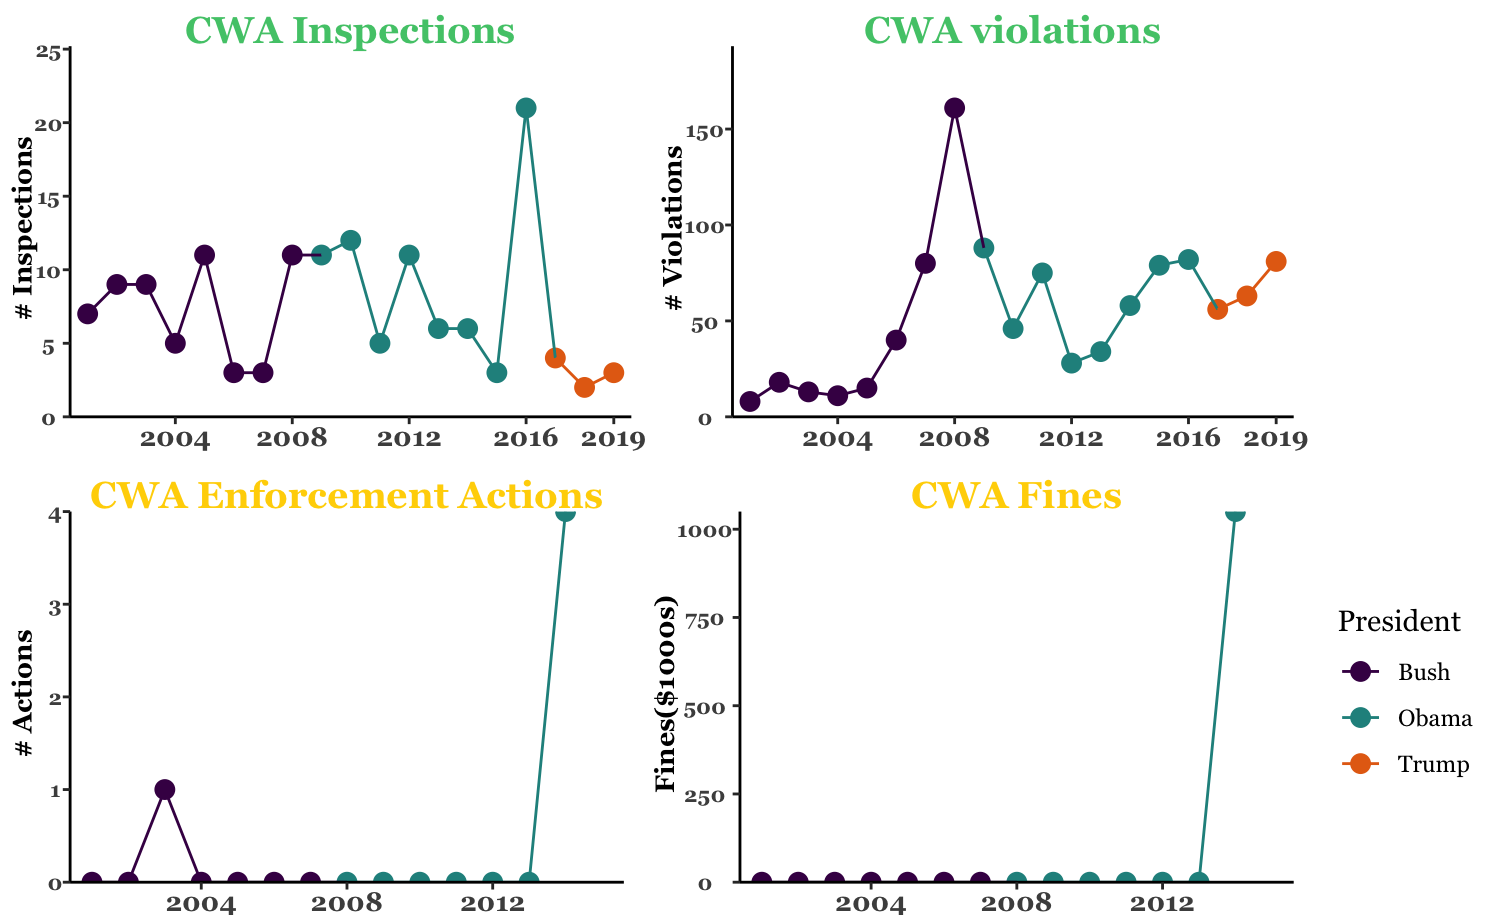 CWA Inspections
25
20
15
10
5
0
# Inspections
2004 2008 2012 2016 2019
CWA violations
150
100
50
0
# Violations
2004 2008 2012 2016 2019
CWA Enforcement Actions
4
3
2
1
0
# Actions
2004 2008 2012
CWA Fines
1000
750
500
250
0
Fines($1000s)
2004 2008 2012
President
Bush
Obama
Trump